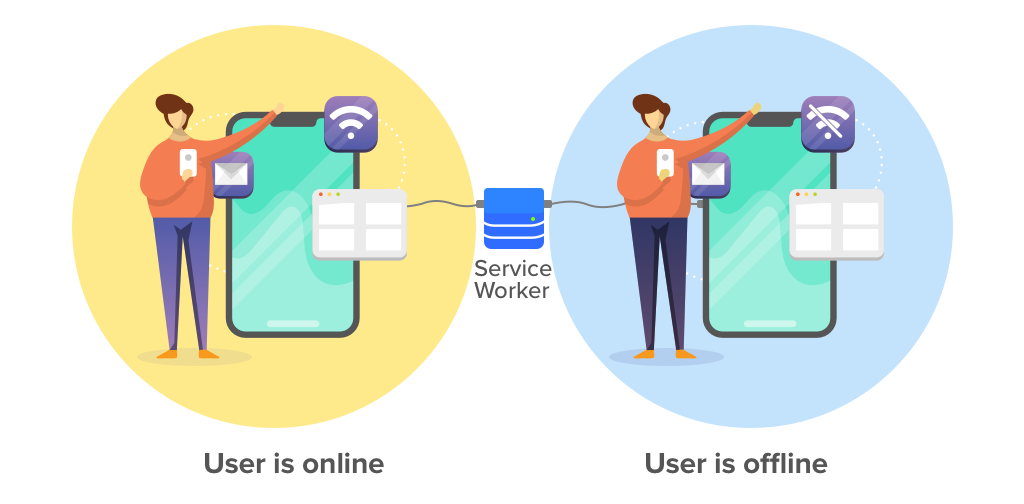 Service
Worker
User is online
User is offline